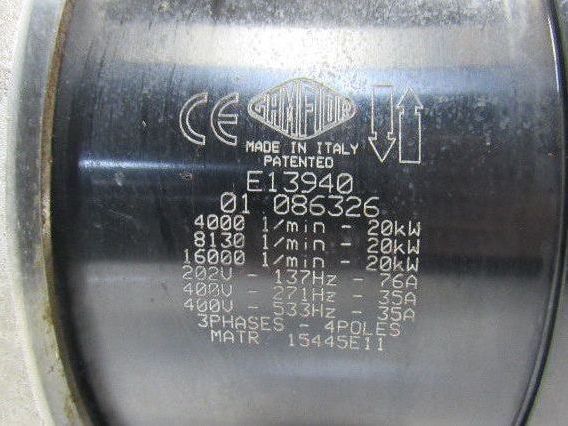 CE
GAMFIOR
MADE IN ITALY
PATENTED
E13940
01 086326
4000 1/min - 20kW
8130 1/min - 20kW
16000 1/min - 20kW
202V - 137Hz - 76A
400V - 271Hz - 35A
400V - 533Hz - 35A
3PHASES - 4POLES
MATR 15445E11